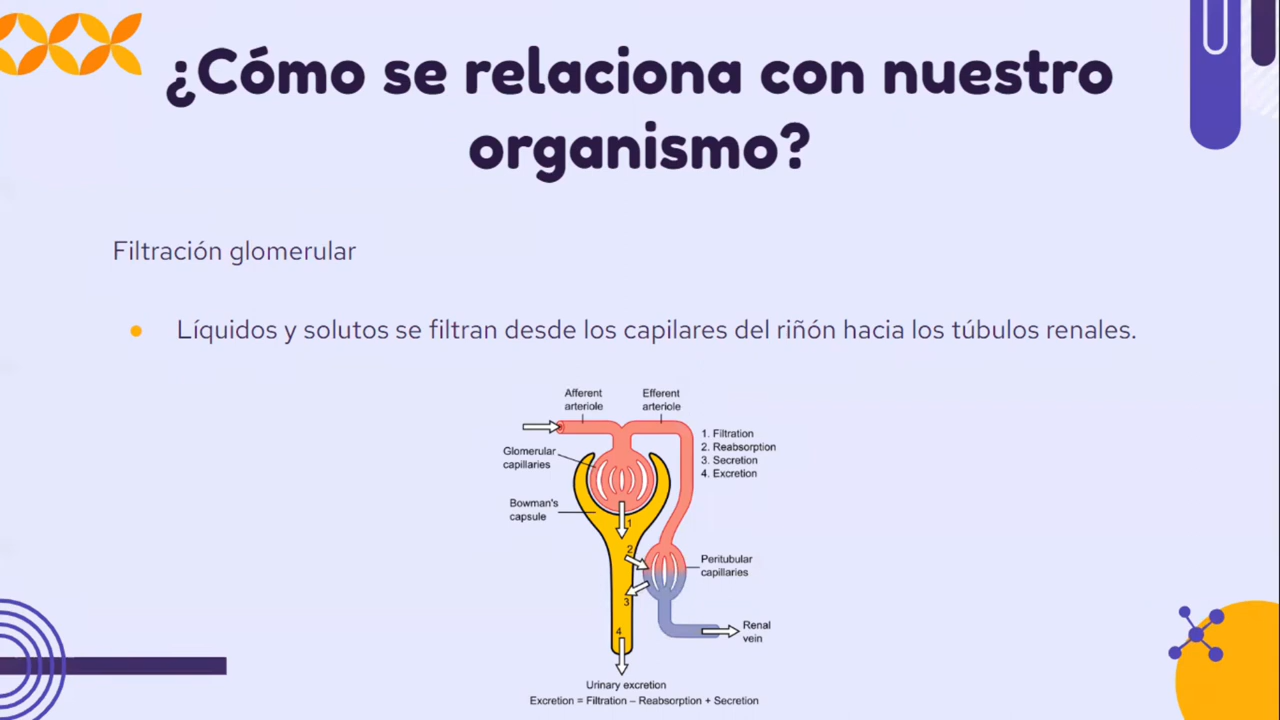 ¿Cómo se relaciona con nuestro
organismo?
Filtración glomerular
Líquidos y solutos se filtran desde los capilares del riñón hacia los túbulos renales.
Afferent
arteriole
Efferent
arteriole
1. Filtration
2. Reabsorption
3. Secretion
4. Excretion
Glomerular
capillaries
Bowman's
capsule
1
2
3
4
Peritubular
capillaries
Renal
vein
Urinary excretion
Excretion = Filtration – Reabsorption + Secretion